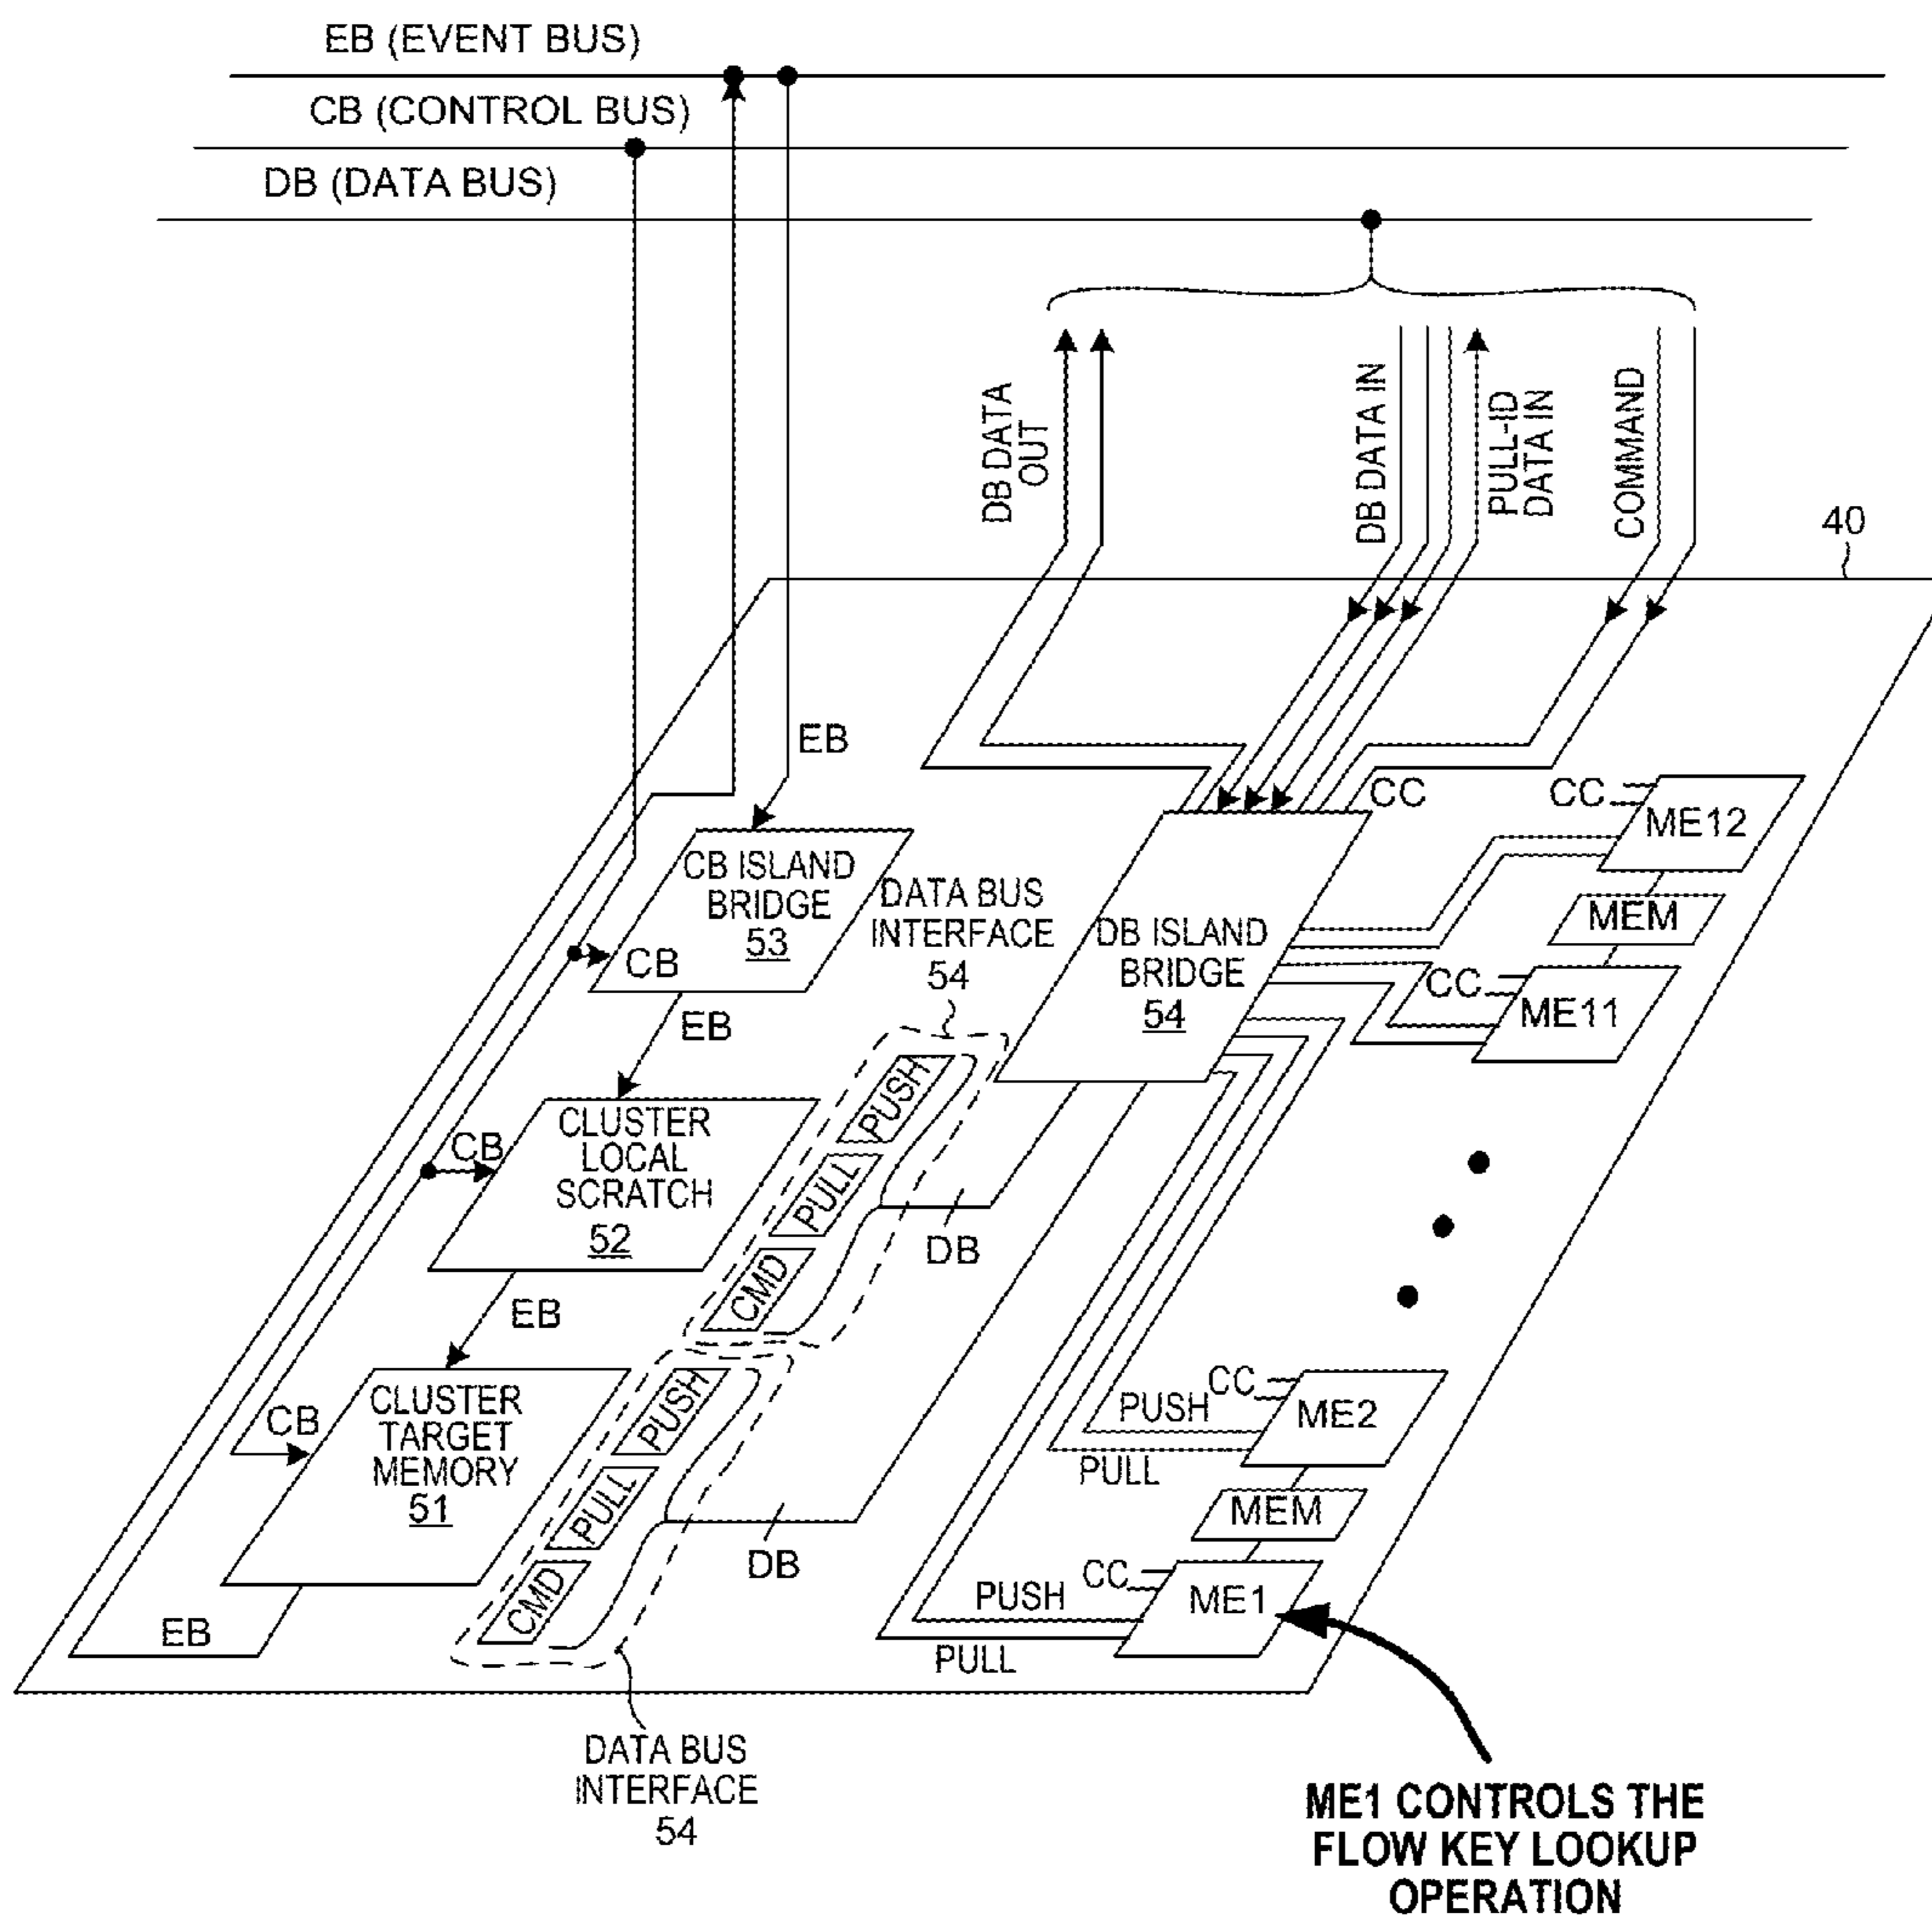 EB (EVENT BUS)
CB (CONTROL BUS)
DB (DATA BUS)
DB DATA
OUT
DB DATA IN
PULL-ID
DATA IN
COMMAND
40
EB
CC
CC
ME12
CB ISLAND
BRIDGE
53
CB
DATA BUS
INTERFACE
54
DB ISLAND
BRIDGE
54
MEM
CC
ME11
EB
PUSH
PULL
CMD
CLUSTER
LOCAL
SCRATCH
52
CB
DB
EB
CLUSTER
TARGET
MEMORY
51
CB
PUSH
PULL
CMD
DB
PUSH
CC
ME2
PULL
MEM
CC
PUSH
ME1
PULL
EB
DATA BUS
INTERFACE
54
ME1 CONTROLS THE
FLOW KEY LOOKUP
OPERATION